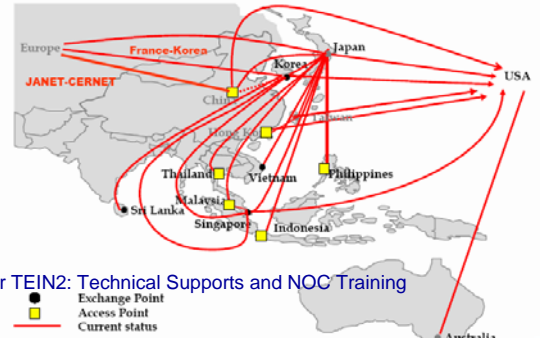 Europe
France-Korea
JANET-CERNET
Japan
Korea
USA
China
Taiwan
Hong Kong
Thailand
Vietnam
Philippines
Malaysia
Sri Lanka
Singapore
Indonesia
r TEIN2: Technical Supports and NOC Training
Exchange Point
Access Point
Current status
Australia